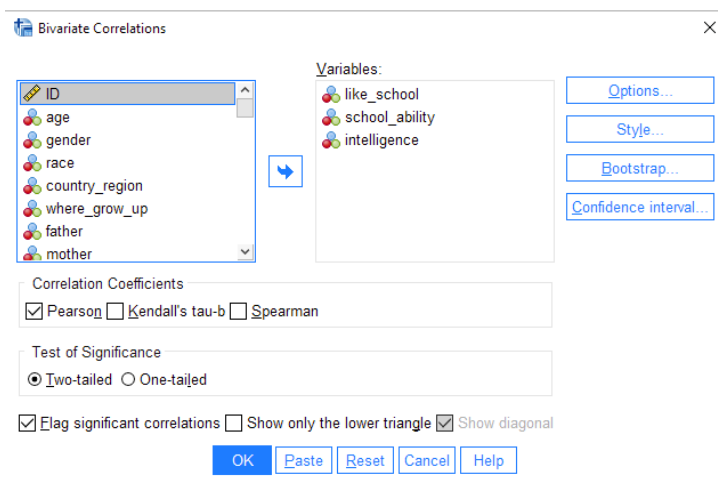 Bivariate Correlations
Variables:
ID
age
gender
race
country_region
where_grow_up
father
mother
like_school
school_ability
intelligence
Options...
Style...
Bootstrap...
Confidence interval...
Correlation Coefficients
Pearson Kendall's tau-b Spearman
Test of Significance
Two-tailed One-tailed
Flag significant correlations Show only the lower triangle Show diagonal
OK Paste Reset Cancel Help